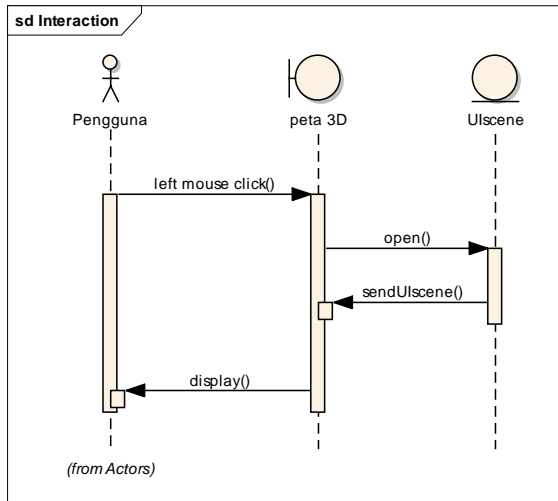 sd Interaction
Pengguna
peta 3D
UIscene
left mouse click()
open()
sendUIscene()
display()
(from Actors)